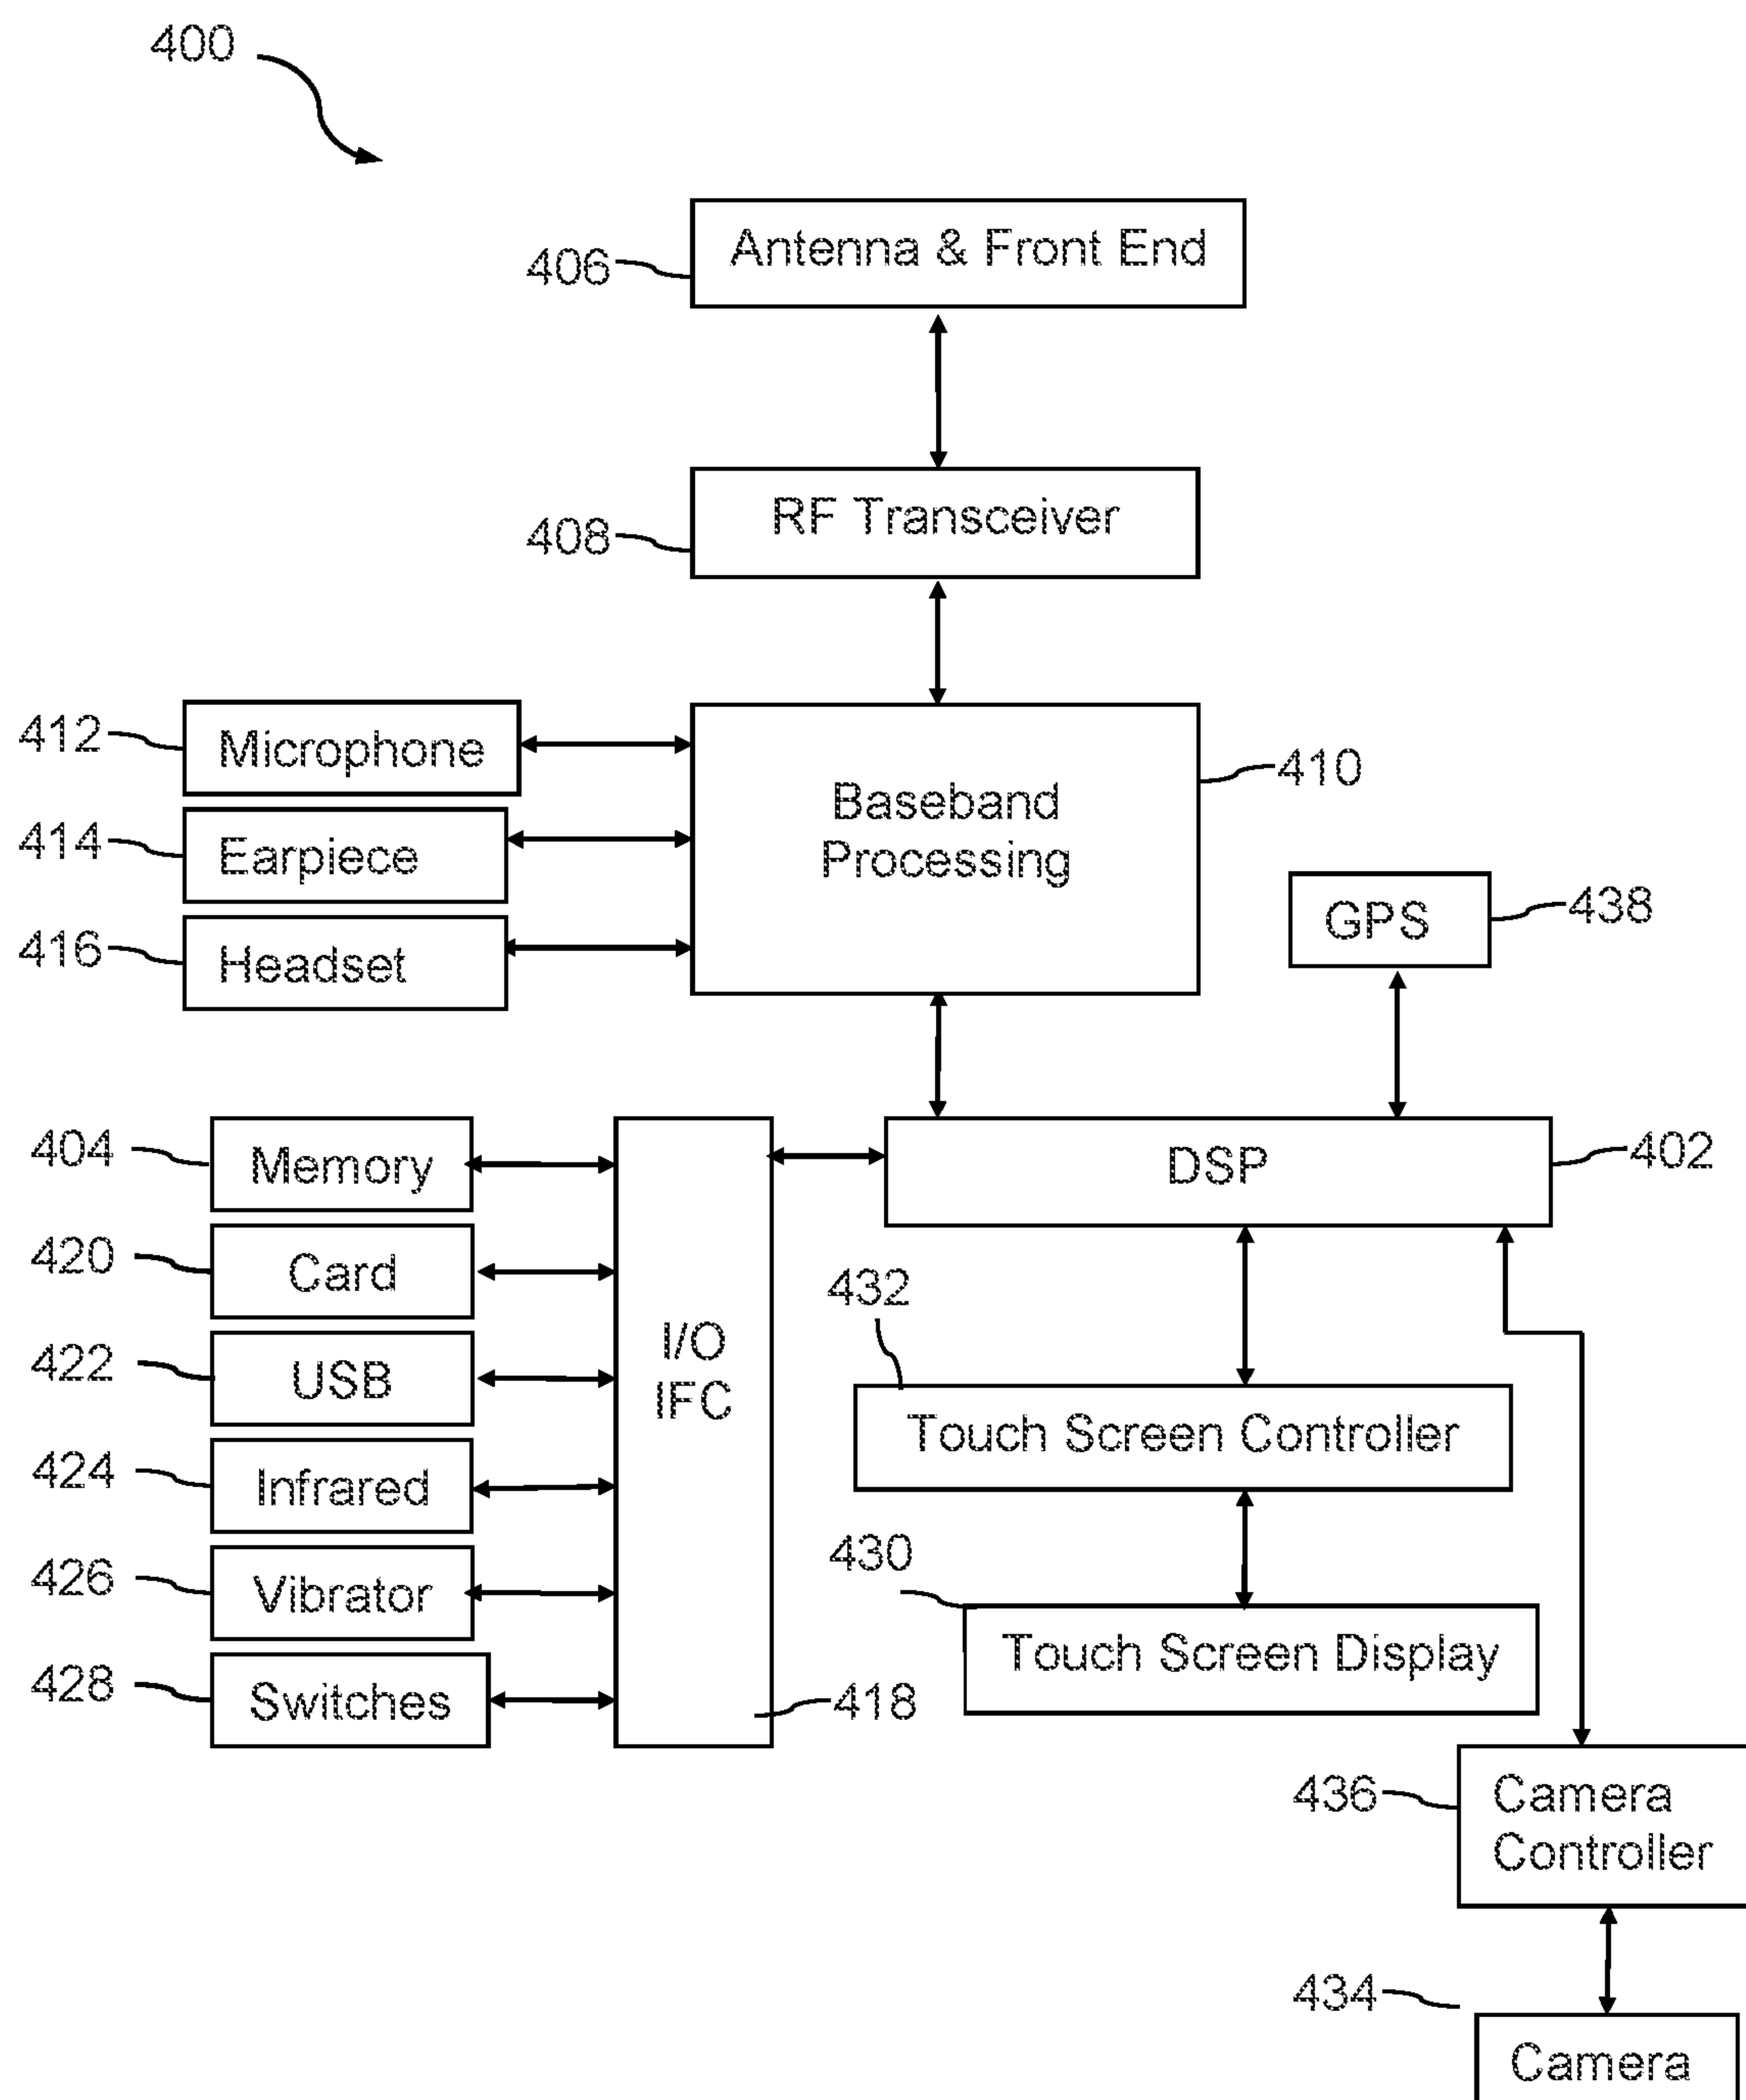 400
406
Antenna & Front End
408
RF Transceiver
412
Microphone
414
Earpiece
416
Headset
Baseband
Processing
410
GPS
438
404
Memory
420
Card
422
USB
424
Infrared
426
Vibrator
428
Switches
I/O
IFC
418
DSP
402
432
Touch Screen Controller
430
Touch Screen Display
436
Camera
Controller
434
Camera